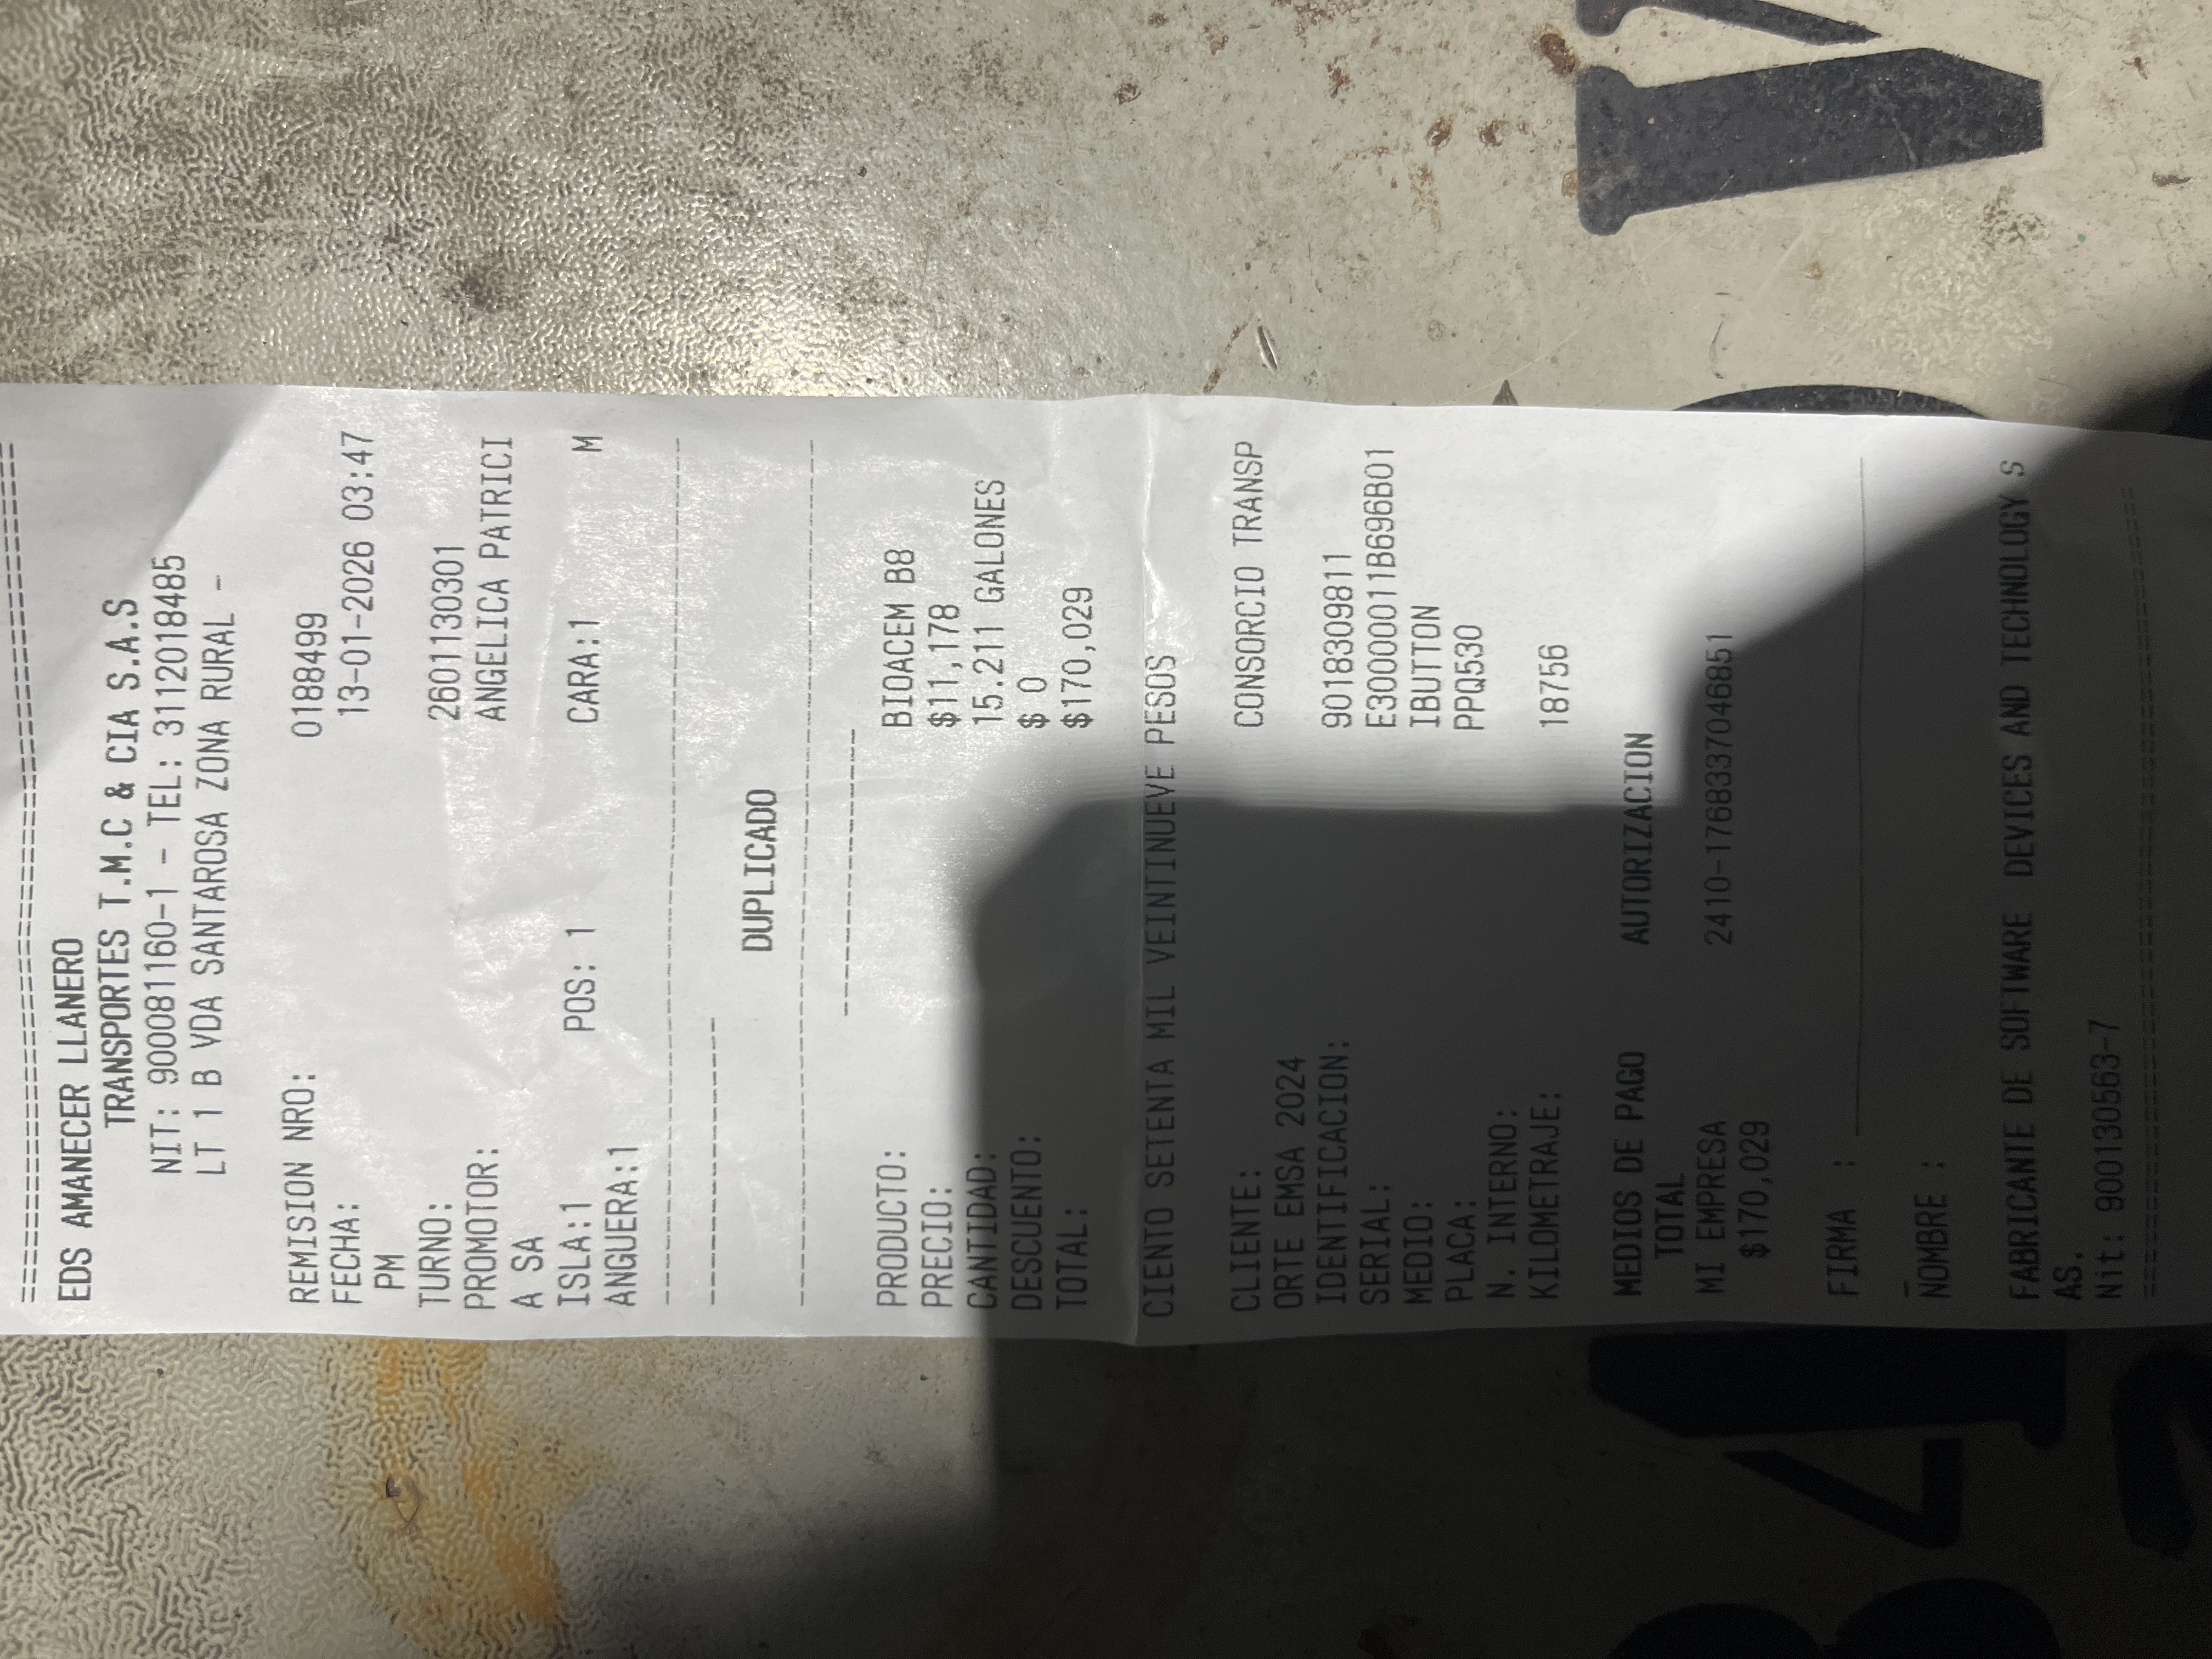 ================================================
EDS AMANECER LLANERO
TRANSPORTES T.M.C & CIA S.A.S
NIT: 900081160-1 - TEL: 3112018485
LT 1 B VDA SANTAROSA ZONA RURAL -
REMISION NRO: 0188499
FECHA: 13-01-2026 03:47
PM
TURNO: 2601130301
PROMOTOR: ANGELICA PATRICI
A SA
ISLA:1 POS: 1 CARA:1 M
ANGUERA:1
------------------------------------------------
----------------
DUPLICADO
------------------------------------------------
----------------
PRODUCTO: BIOACEM B8
PRECIO: $11,178
CANTIDAD: 15.211 GALONES
DESCUENTO: $ 0
TOTAL: $170,029
CIENTO SETENTA MIL VEINTINUEVE PESOS
CLIENTE: CONSORCIO TRANSP
ORTE EMSA 2024
IDENTIFICACION: 9018309811
SERIAL: E30000011B696B01
MEDIO: IBUTTON
PLACA: PPQ530
N. INTERNO:
KILOMETRAJE: 18756
MEDIOS DE PAGO AUTORIZACION
TOTAL
MI EMPRESA 2410-1768337046851
$170,029
FIRMA : ____________________
_
NOMBRE :
FABRICANTE DE SOFTWARE DEVICES AND TECHNOLOGY S
AS.
Nit: 900130563-7
================================================